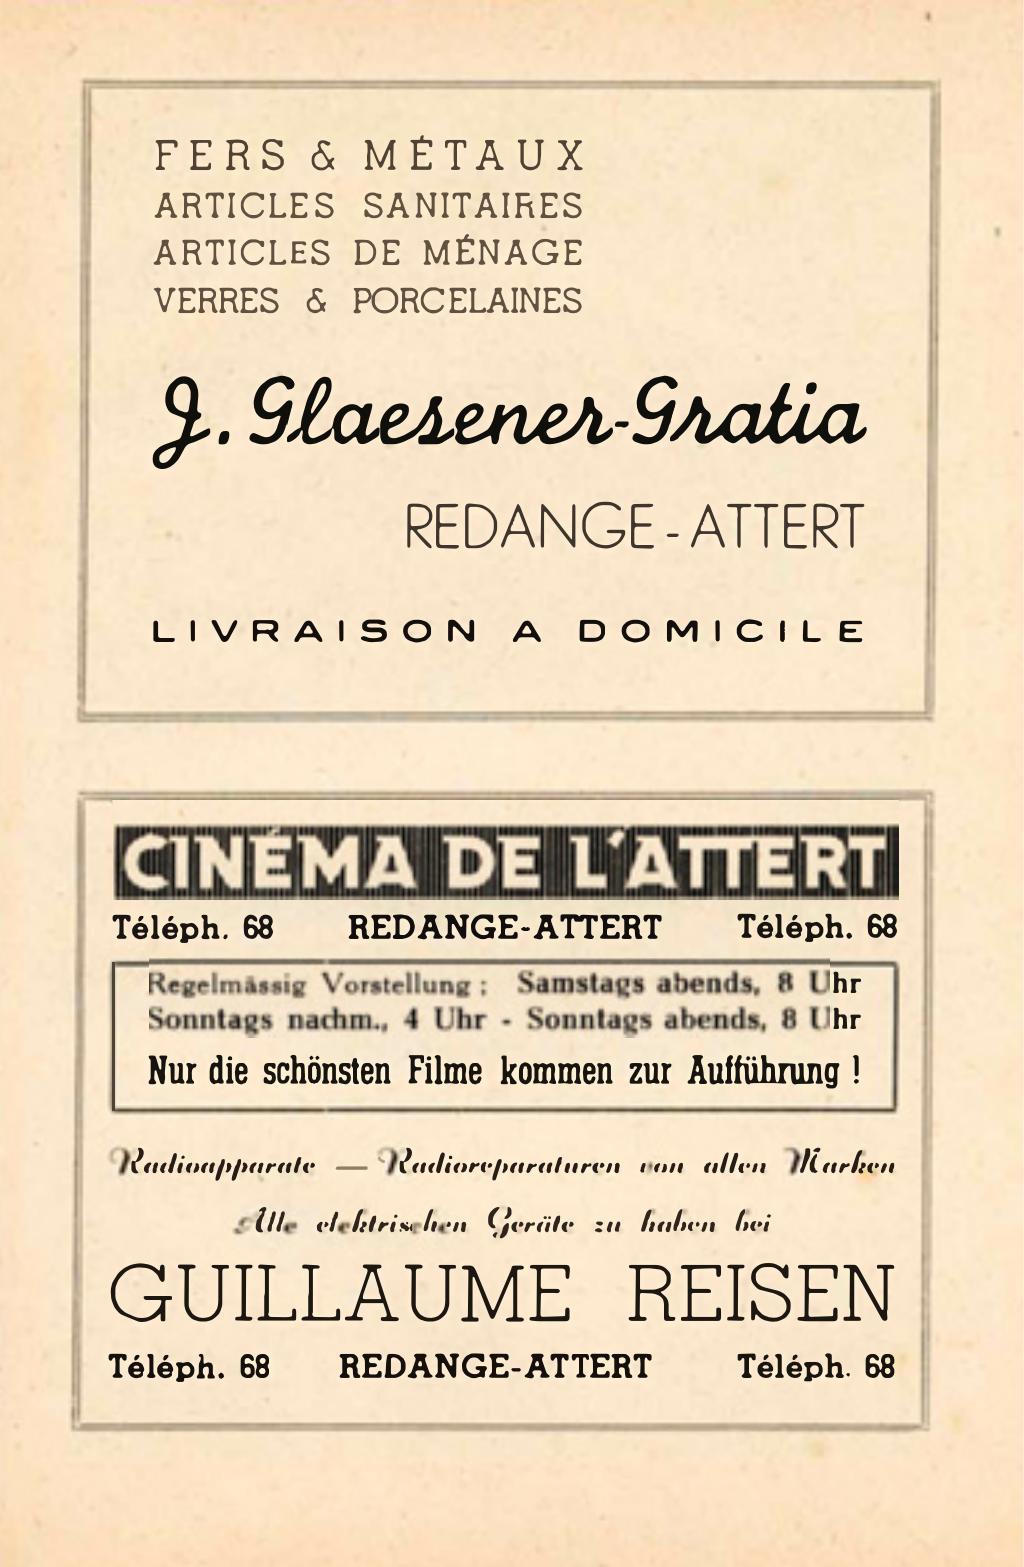 FERS & MÉTAUX
ARTICLES SANITAIRES
ARTICLES DE MÉNAGE
VERRES & PORCELAINES
J. Glaesener-Gratia
REDANGE-ATTERT
LIVRAISON A DOMICILE
CINÉMA DE L'ATTERT
Téléph. 68 REDANGE-ATTERT Téléph. 68
Regelmässig Vorstellung : Samstags abends, 8 Uhr
Sonntags nachm., 4 Uhr - Sonntags abends, 8 Uhr
Nur die schönsten Filme kommen zur Aufführung !
Radioapparate — Radioreparaturen von allen Marken
Alle elektrischen Geräte zu haben bei
GUILLAUME REISEN
Téléph. 68 REDANGE-ATTERT Téléph. 68